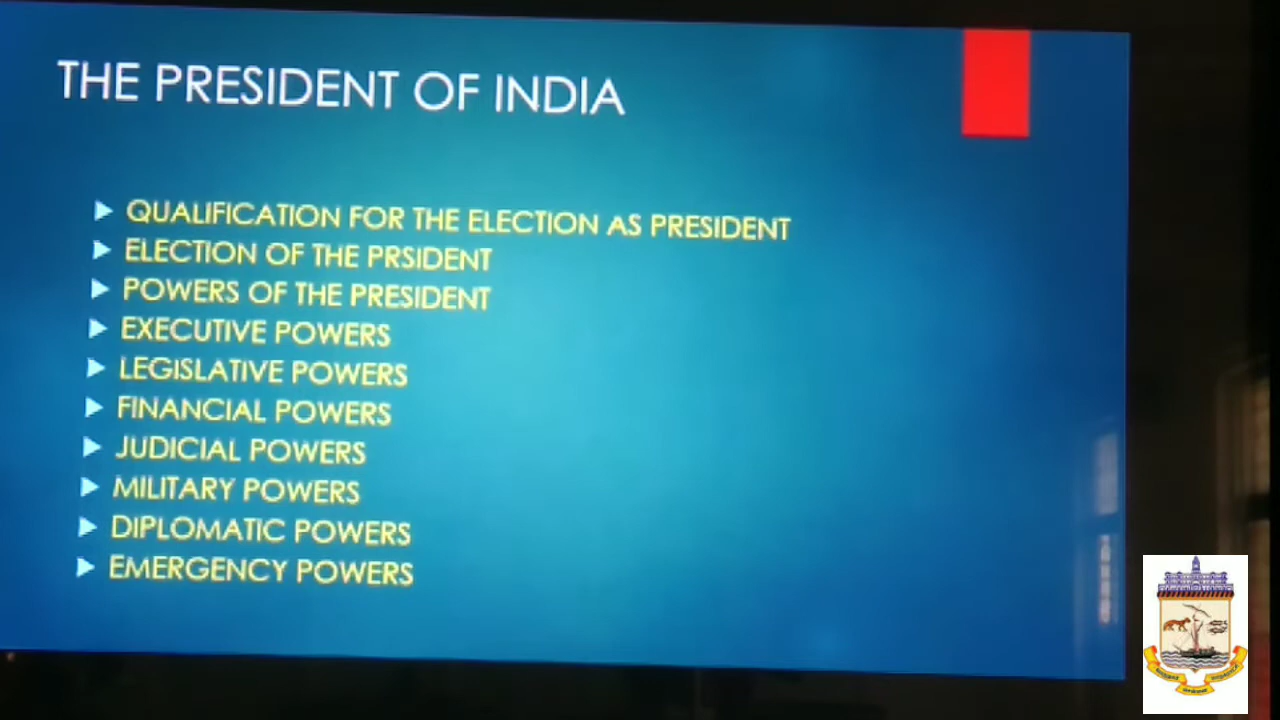 THE PRESIDENT OF INDIA
QUALIFICATION FOR THE ELECTION AS PRESIDENT
ELECTION OF THE PRSIDENT
POWERS OF THE PRESIDENT
EXECUTIVE POWERS
LEGISLATIVE POWERS
FINANCIAL POWERS
JUDICIAL POWERS
MILITARY POWERS
DIPLOMATIC POWERS
EMERGENCY POWERS